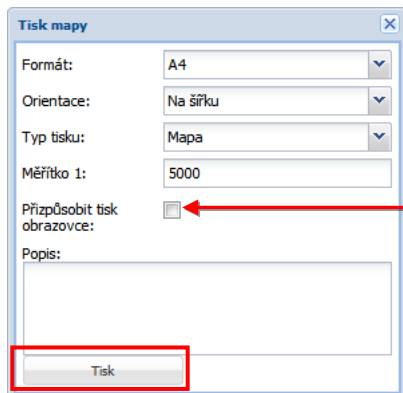 Tisk mapy
Formát: A4
Orientace: Na šířku
Typ tisku: Mapa
Měřítko 1: 5000
Přizpůsobit tisk
obrazovce:
Popis:
Tisk